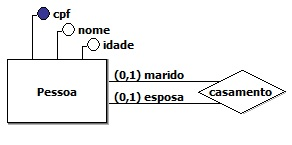 cpf
nome
idade
Pessoa
(0,1) marido
(0,1) esposa
casamento